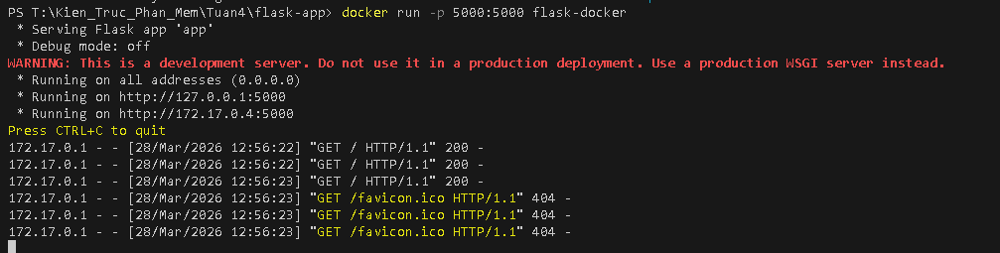 PS T:\Kien_Truc_Phan_Mem\Tuan4\flask-app> docker run -p 5000:5000 flask-docker
 * Serving Flask app 'app'
 * Debug mode: off
WARNING: This is a development server. Do not use it in a production deployment. Use a production WSGI server instead.
 * Running on all addresses (0.0.0.0)
 * Running on http://127.0.0.1:5000
 * Running on http://172.17.0.4:5000
Press CTRL+C to quit
172.17.0.1 - - [28/Mar/2026 12:56:22] "GET / HTTP/1.1" 200 -
172.17.0.1 - - [28/Mar/2026 12:56:22] "GET / HTTP/1.1" 200 -
172.17.0.1 - - [28/Mar/2026 12:56:23] "GET / HTTP/1.1" 200 -
172.17.0.1 - - [28/Mar/2026 12:56:23] "GET /favicon.ico HTTP/1.1" 404 -
172.17.0.1 - - [28/Mar/2026 12:56:23] "GET /favicon.ico HTTP/1.1" 404 -
172.17.0.1 - - [28/Mar/2026 12:56:23] "GET /favicon.ico HTTP/1.1" 404 -